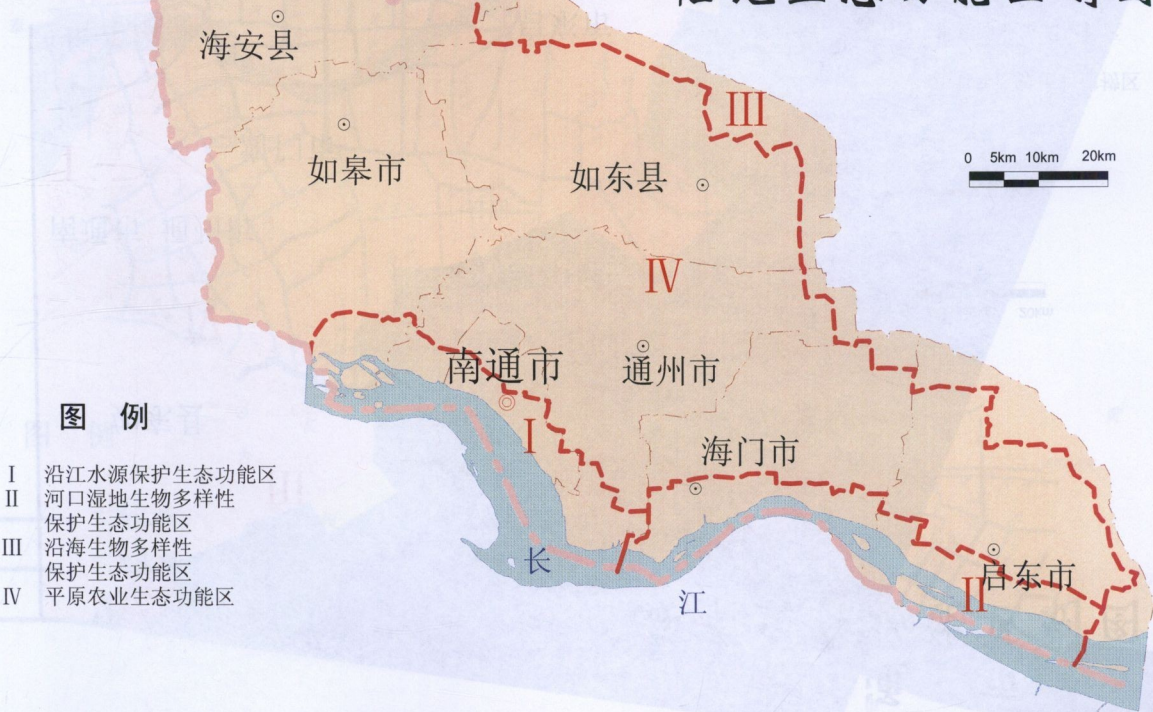 海安县
III
0 5km 10km 20km
如皋市
如东县
IV
南通市
通州市
I
海门市
图 例
I 沿江水源保护生态功能区
II 河口湿地生物多样性
保护生态功能区
III 沿海生物多样性
保护生态功能区
IV 平原农业生态功能区
长
江
启东市
II